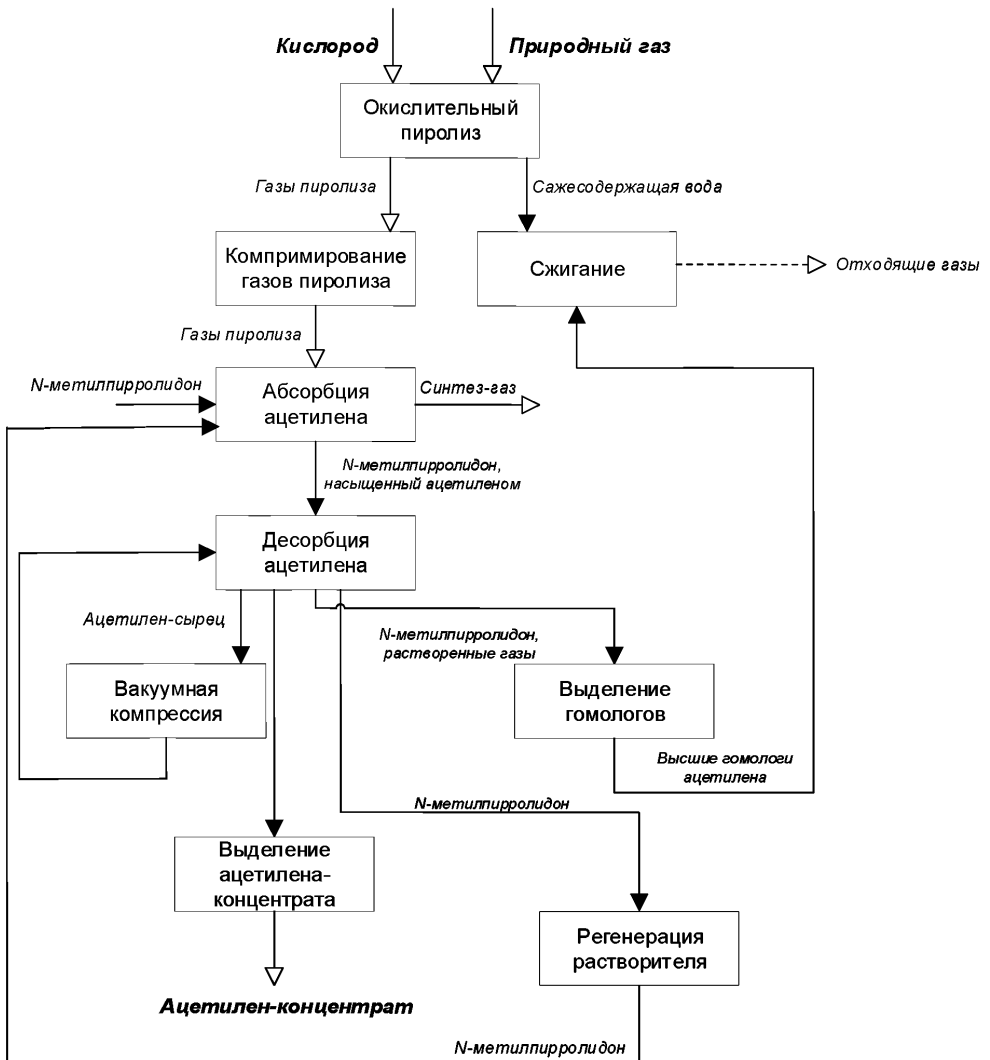 Кислород
Природный газ
Окислительный
пиролиз
Газы пиролиза
Сажесодержащая вода
Компримирование
газов пиролиза
Сжигание
Отходящие газы
Газы пиролиза
N-метилпирролидон
Абсорбция
ацетилена
Синтез-газ
N-метилпирролидон,
насыщенный ацетиленом
Десорбция
ацетилена
Ацетилен-сырец
N-метилпирролидон,
растворенные газы
Вакуумная
компрессия
Выделение
гомологов
Высшие гомологи
ацетилена
N-метилпирролидон
Выделение
ацетилена-
концентрата
Регенерация
растворителя
Ацетилен-концентрат
N-метилпирролидон